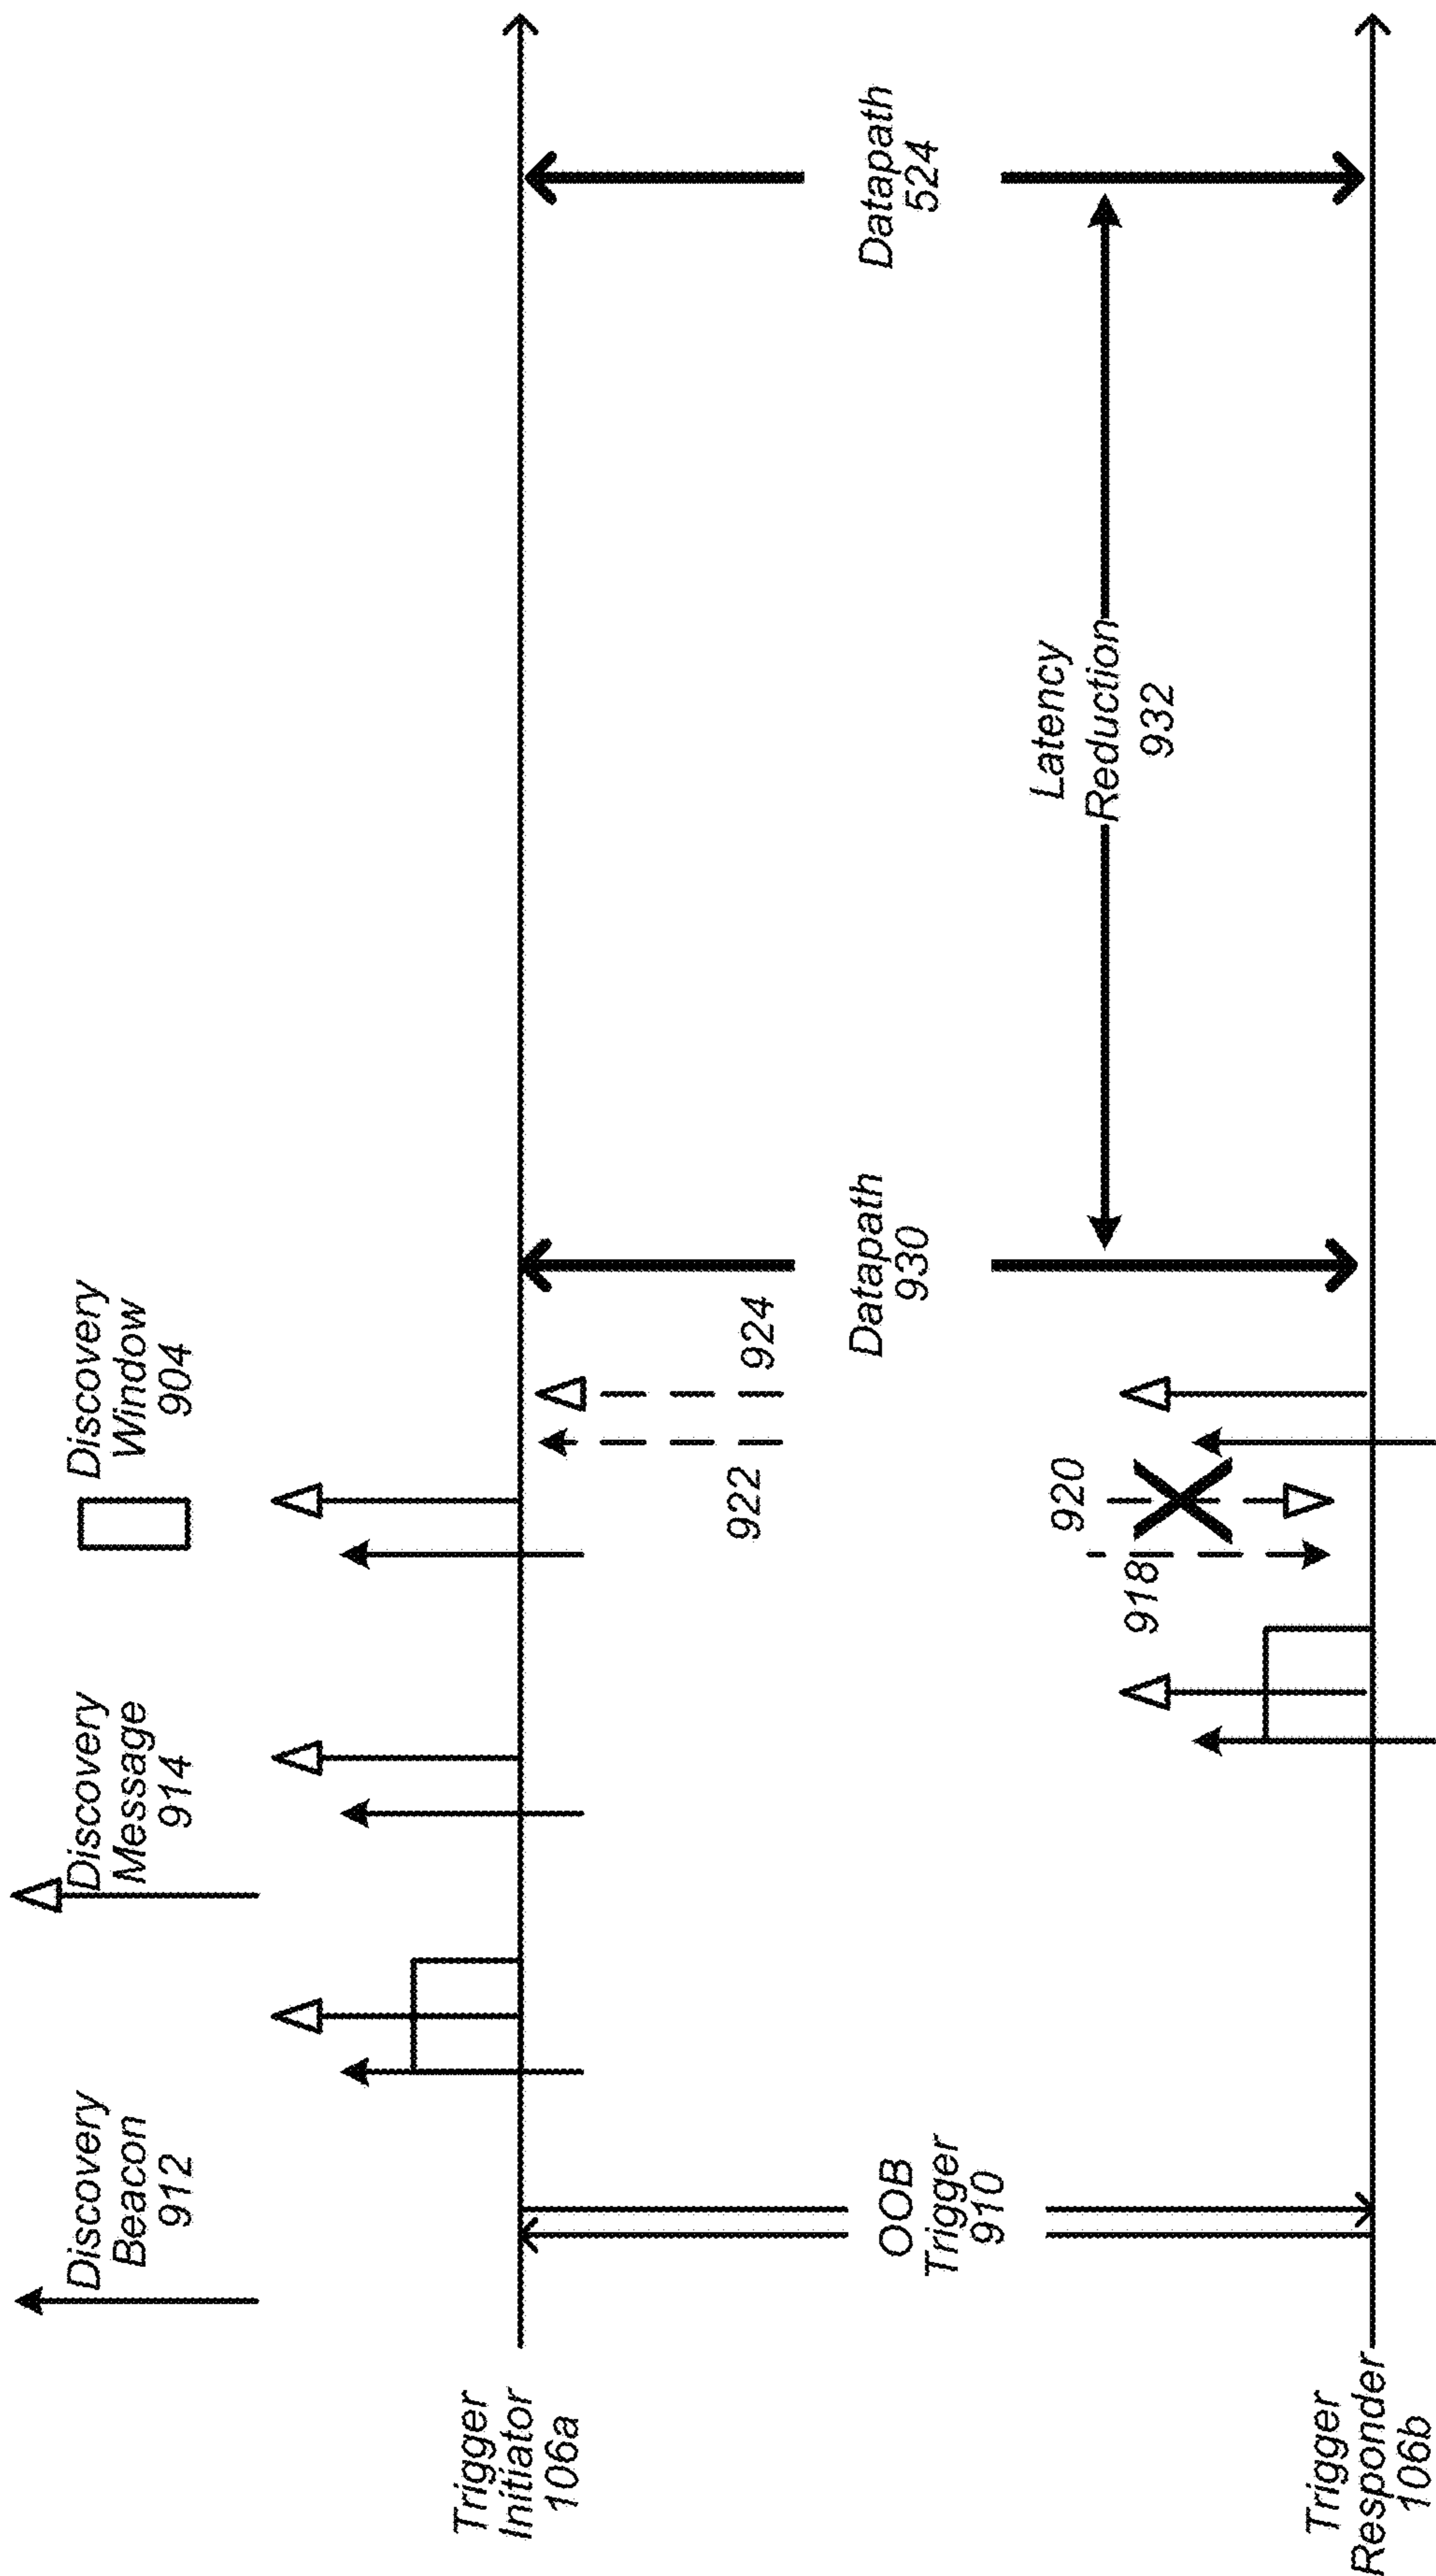 Discovery
Beacon
912
Discovery
Message
914
Discovery
Window
904
Trigger
Initiator
106a
OOB
Trigger
910
922
924
Datapath
930
Datapath
524
918
920
Latency
Reduction
932
Trigger
Responder
106b